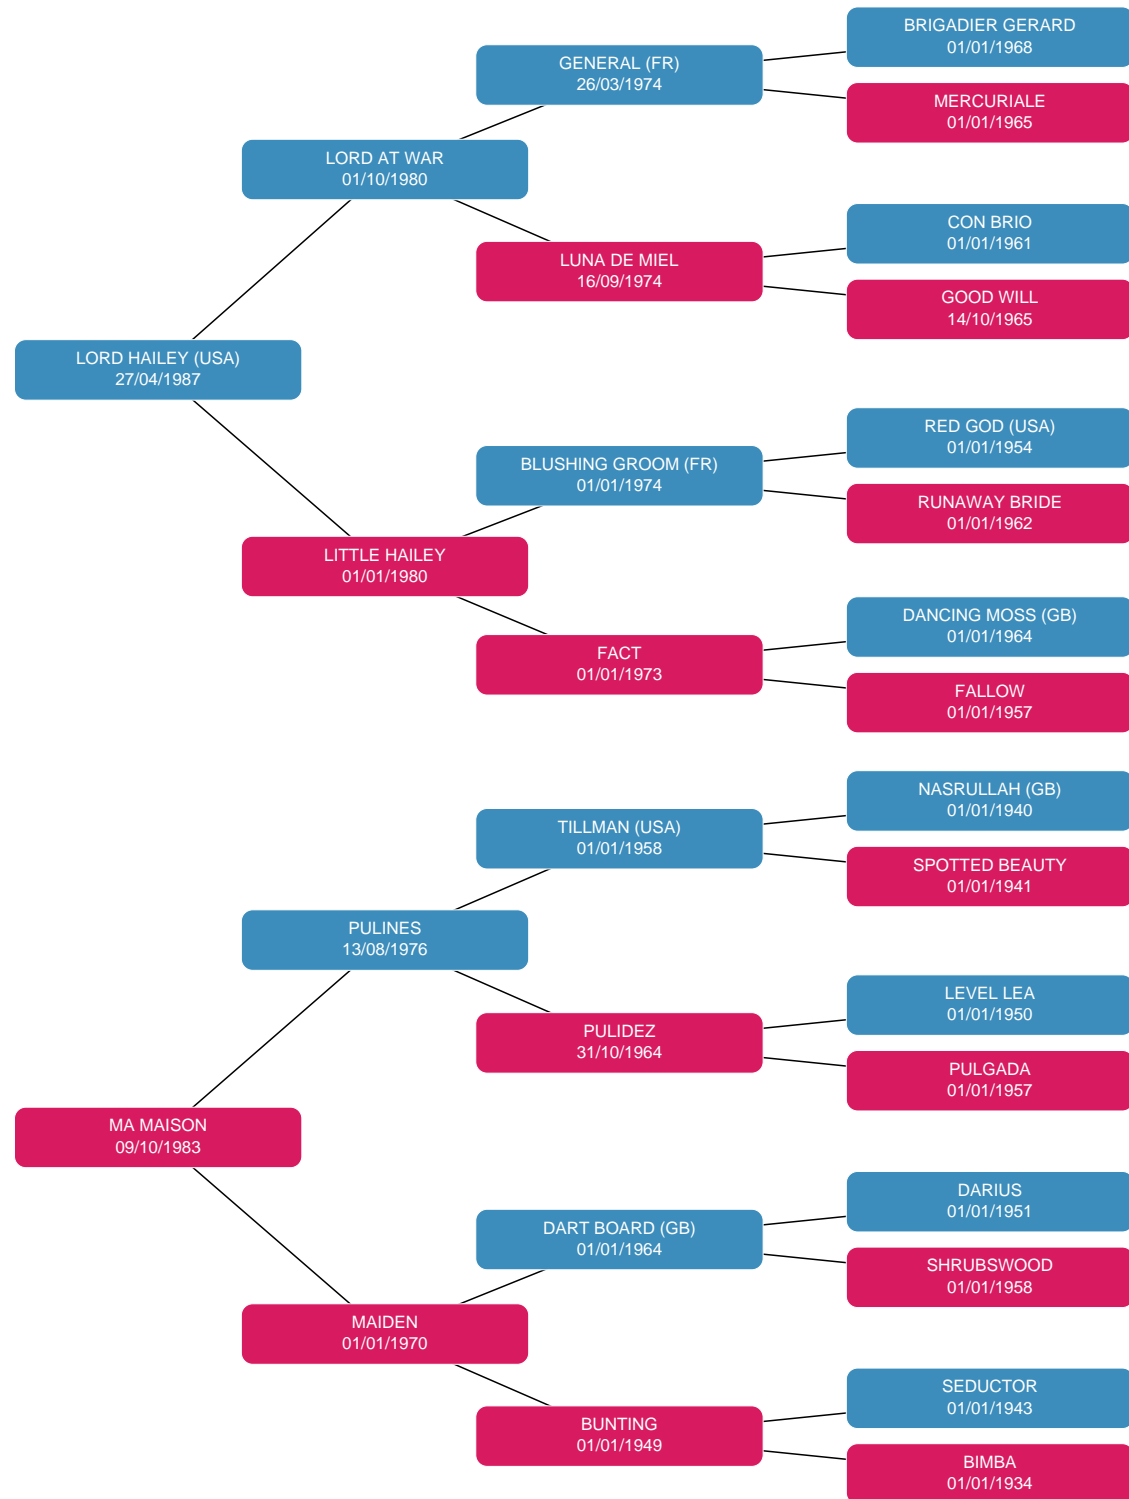 BRIGADIER GERARD
01/01/1968
GENERAL (FR)
26/03/1974
MERCURIALE
01/01/1965
LORD AT WAR
01/10/1980
CON BRIO
01/01/1961
LUNA DE MIEL
16/09/1974
GOOD WILL
14/10/1965
LORD HAILEY (USA)
27/04/1987
RED GOD (USA)
01/01/1954
BLUSHING GROOM (FR)
01/01/1974
RUNAWAY BRIDE
01/01/1962
LITTLE HAILEY
01/01/1980
DANCING MOSS (GB)
01/01/1964
FACT
01/01/1973
FALLOW
01/01/1957
NASRULLAH (GB)
01/01/1940
TILLMAN (USA)
01/01/1958
SPOTTED BEAUTY
01/01/1941
PULINES
13/08/1976
LEVEL LEA
01/01/1950
PULIDEZ
31/10/1964
PULGADA
01/01/1957
MA MAISON
09/10/1983
DARIUS
01/01/1951
DART BOARD (GB)
01/01/1964
SHRUBSWOOD
01/01/1958
MAIDEN
01/01/1970
SEDUCTOR
01/01/1943
BUNTING
01/01/1949
BIMBA
01/01/1934